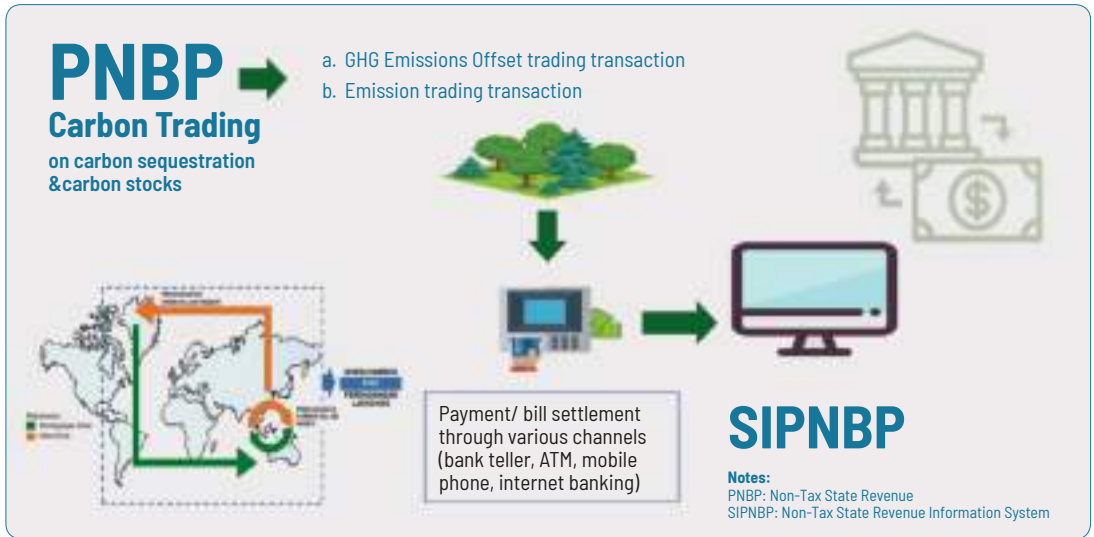 PNBP
Carbon Trading
on carbon sequestration
&carbon stocks
a. GHG Emissions Offset trading transaction
b. Emission trading transaction
Payment/ bill settlement
through various channels
(bank teller, ATM, mobile
phone, internet banking)
SIPNBP
Notes:
PNBP: Non-Tax State Revenue
SIPNBP: Non-Tax State Revenue Information System